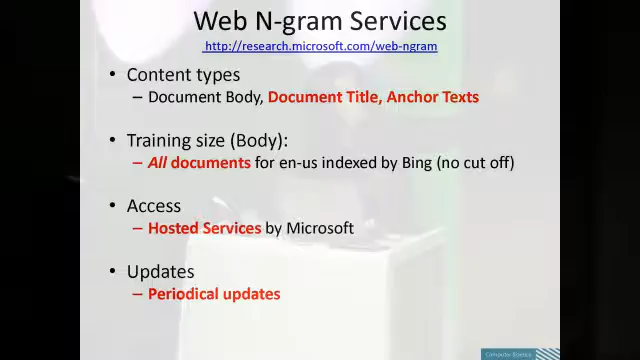 Web N-gram Services
http://research.microsoft.com/web-ngram
• Content types
– Document Body, Document Title, Anchor Texts
• Training size (Body):
– All documents for en-us indexed by Bing (no cut off)
• Access
– Hosted Services by Microsoft
• Updates
– Periodical updates
Computer Science